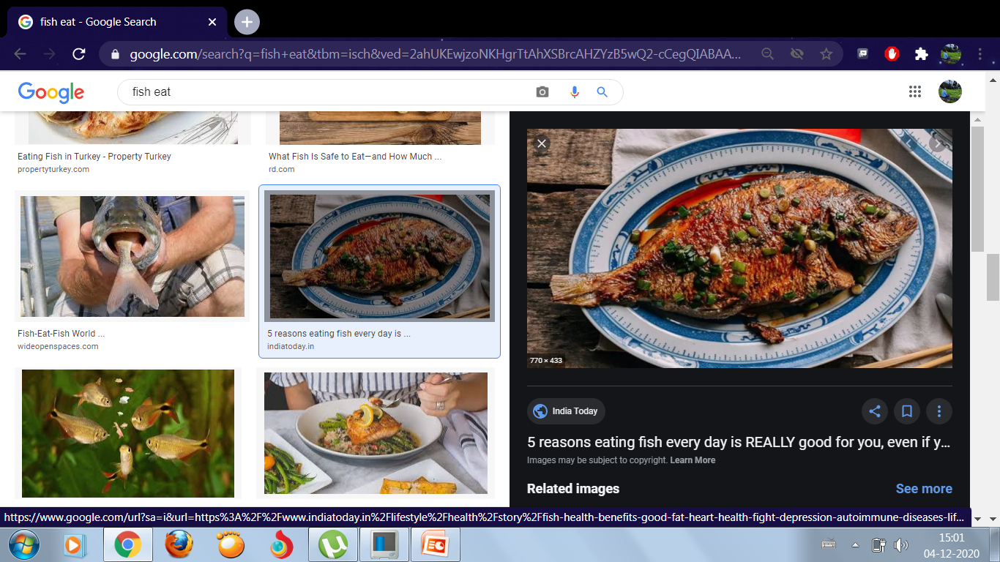 fish eat - Google Search
google.com/search?q=fish+eat&tbm=isch&ved=2ahUKEwjzoNKHgrTtAhXSBrcAHZYzB5wQ2-cCegQIABAA...
Google
fish eat
Eating Fish in Turkey - Property Turkey
propertyturkey.com
What Fish Is Safe to Eat—and How Much ...
rd.com
Fish-Eat-Fish World ...
wideopenspaces.com
5 reasons eating fish every day is ...
indiatoday.in
770 × 433
India Today
5 reasons eating fish every day is REALLY good for you, even if y...
Images may be subject to copyright. Learn More
Related images
See more
https://www.google.com/url?sa=i&url=https%3A%2F%2Fwww.indiatoday.in%2Flifestyle%2Fhealth%2Fstory%2Ffish-health-benefits-good-fat-heart-health-fight-depression-autoimmune-diseases-lif...
15:01
04-12-2020